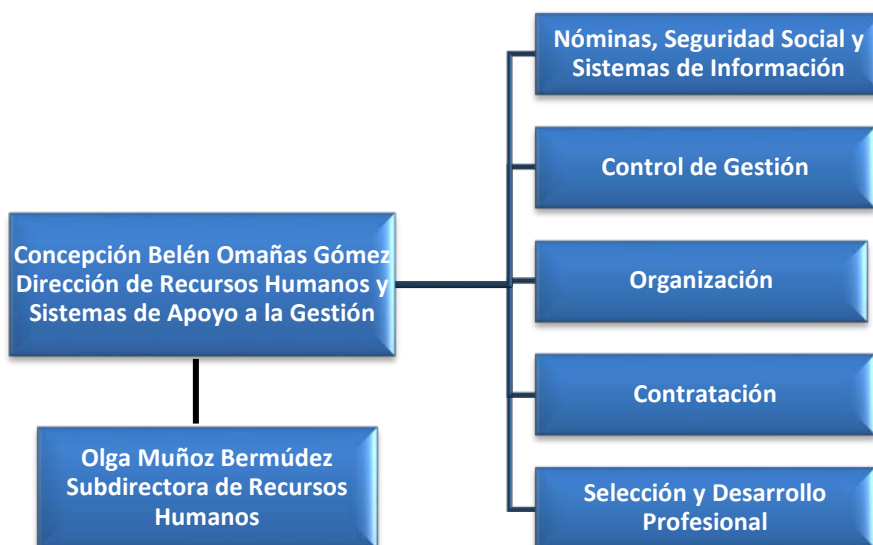 Concepción Belén Omañas Gómez
Dirección de Recursos Humanos y
Sistemas de Apoyo a la Gestión
Olga Muñoz Bermúdez
Subdirectora de Recursos
Humanos
Nóminas, Seguridad Social y
Sistemas de Información
Control de Gestión
Organización
Contratación
Selección y Desarrollo
Profesional